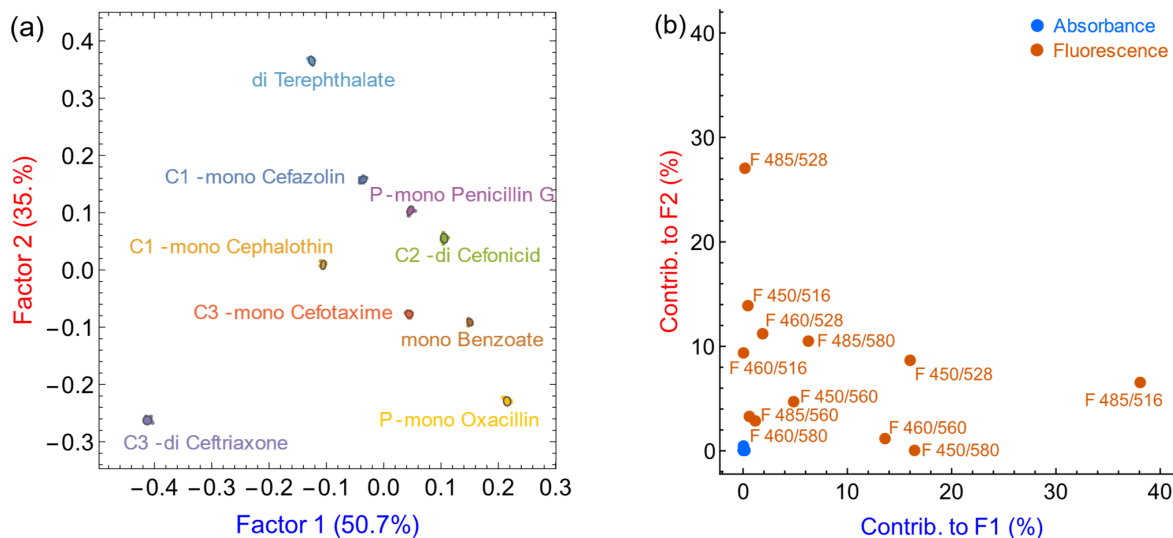 (a)
0.4
0.3
0.2
0.1
0.0
−0.1
−0.2
−0.3
Factor 2 (35.%)
di Terephthalate
C1 -mono Cefazolin
P-mono Penicillin G
C1 -mono Cephalothin
C2 -di Cefonicid
C3 -mono Cefotaxime
mono Benzoate
P-mono Oxacillin
C3 -di Ceftriaxone
−0.4 −0.3 −0.2 −0.1 0.0 0.1 0.2 0.3
Factor 1 (50.7%)
(b)
Absorbance
Fluorescence
40
30
20
10
0
Contrib. to F2 (%)
F 485/528
F 450/516
F 460/528
F 485/580
F 460/516
F 450/528
F 485/516
F 450/560
F 485/560
F 460/560
F 460/580
F 450/580
0 10 20 30 40
Contrib. to F1 (%)